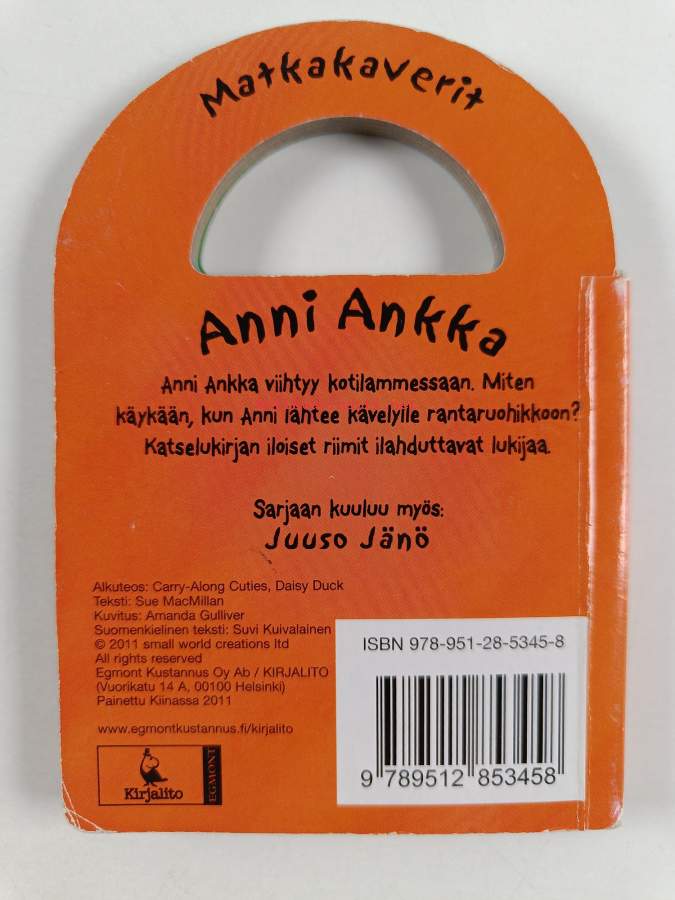 Matkakaverit
Anni Ankka
Anni Ankka viihtyy kotilammessaan. Miten
käykään, kun Anni lähtee kävelylle rantaruohikkoon?
Katselukirjan iloiset riimit ilahduttavat lukijaa.
Sarjaan kuuluu myös:
Juuso Jänö
Alkuteos: Carry-Along Cuties, Daisy Duck
Teksti: Sue MacMillan
Kuvitus: Amanda Gulliver
Suomenkielinen teksti: Suvi Kuivalainen
© 2011 small world creations ltd
All rights reserved
Egmont Kustannus Oy Ab / KIRJALITO
(Vuorikatu 14 A, 00100 Helsinki)
Painettu Kiinassa 2011
www.egmontkustannus.fi/kirjalito
Kirjalito
EGMONT
ISBN 978-951-28-5345-8
9 789512 853458